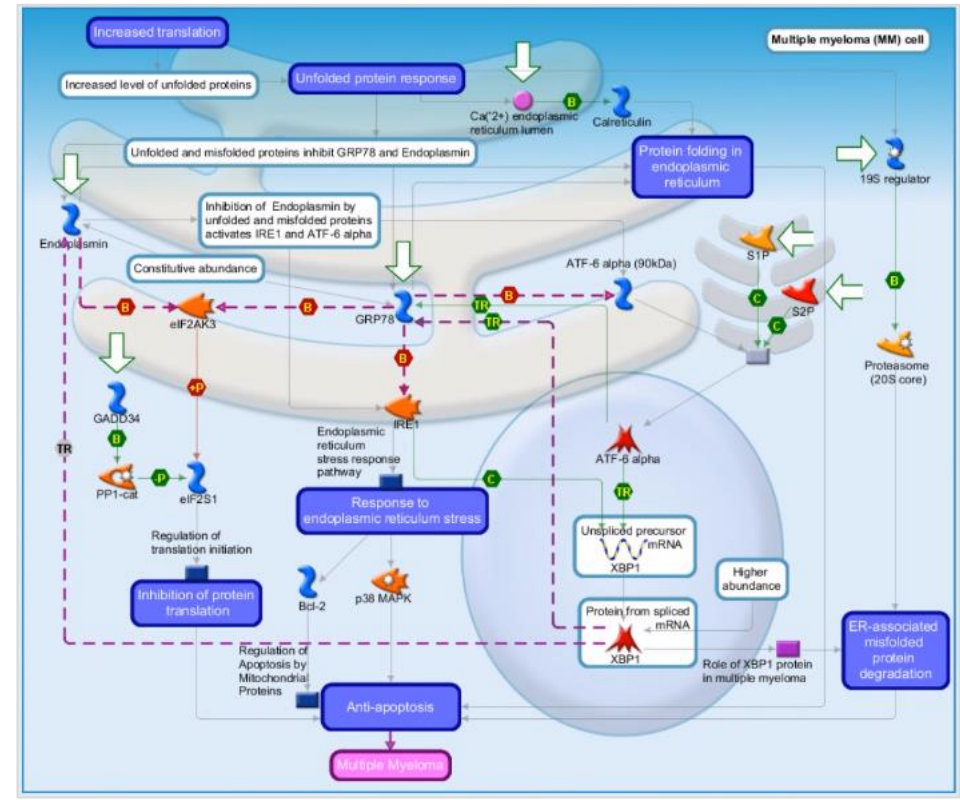 Increased translation
Multiple myeloma (MM) cell
Increased level of unfolded proteins
Unfolded protein response
B
Ca('2+) endoplasmic
reticulum lumen
Calreticulin
Unfolded and misfolded proteins inhibit GRP78 and Endoplasmin
Protein folding in
endoplasmic
reticulum
19S regulator
Inhibition of Endoplasmin by
unfolded and misfolded proteins
activates IRE1 and ATF-6 alpha
Endoplasmin
S1P
Constitutive abundance
ATF-6 alpha (90kDa)
B
B
B
TR
TR
C
S2P
C
B
eIF2AK3
GRP78
B
Proteasome
(20S core)
+P
GADD34
IRE1
B
TR
Endoplasmic
reticulum
stress response
pathway
ATF-6 alpha
PP1-cat
-P
eIF2S1
C
TR
Response to
endoplasmic reticulum stress
Unspliced precursor
mRNA
XBP1
Regulation of
translation initiation
Higher
abundance
Inhibition of protein
translation
Bcl-2
p38 MAPK
Protein from spliced
mRNA
XBP1
ER-associated
misfolded
protein
degradation
Regulation of
Apoptosis by
Mitochondrial
Proteins
Role of XBP1 protein
in multiple myeloma
Anti-apoptosis
Multiple Myeloma